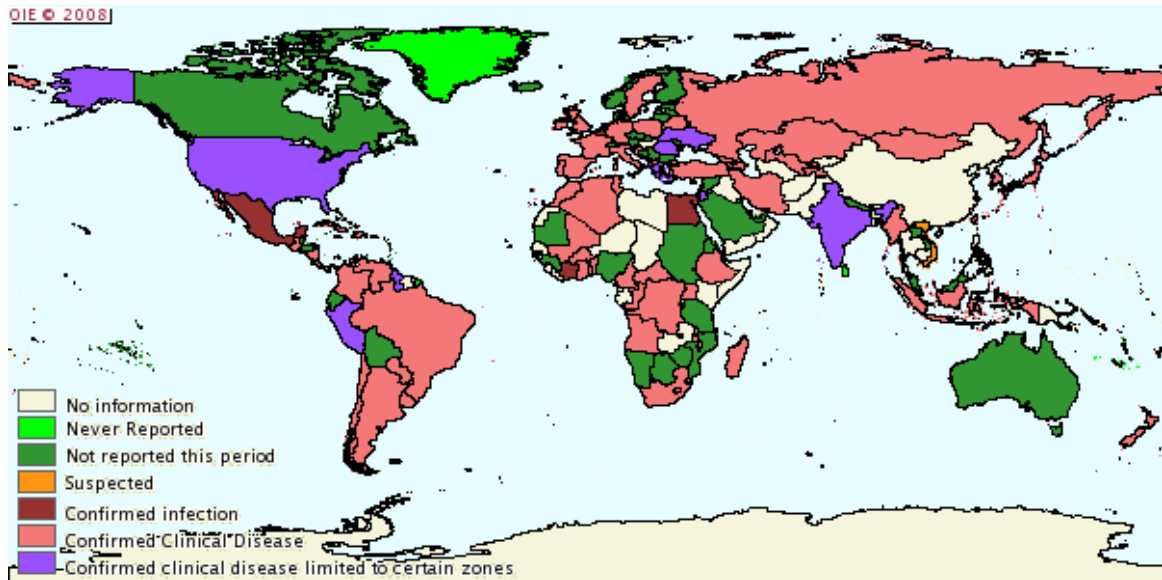 OIE © 2008
No information
Never Reported
Not reported this period
Suspected
Confirmed infection
Confirmed Clinical Disease
Confirmed clinical disease limited to certain zones